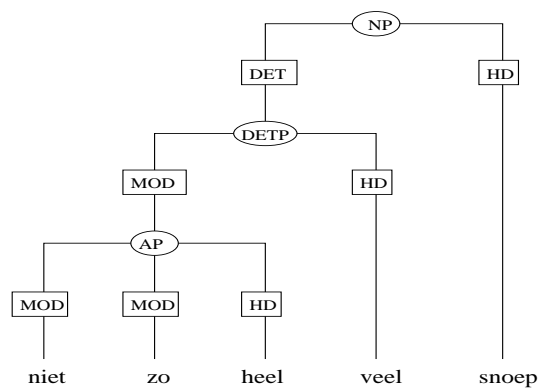 NP
DET HD
DETP
MOD HD
AP
MOD MOD HD
niet zo heel veel snoep